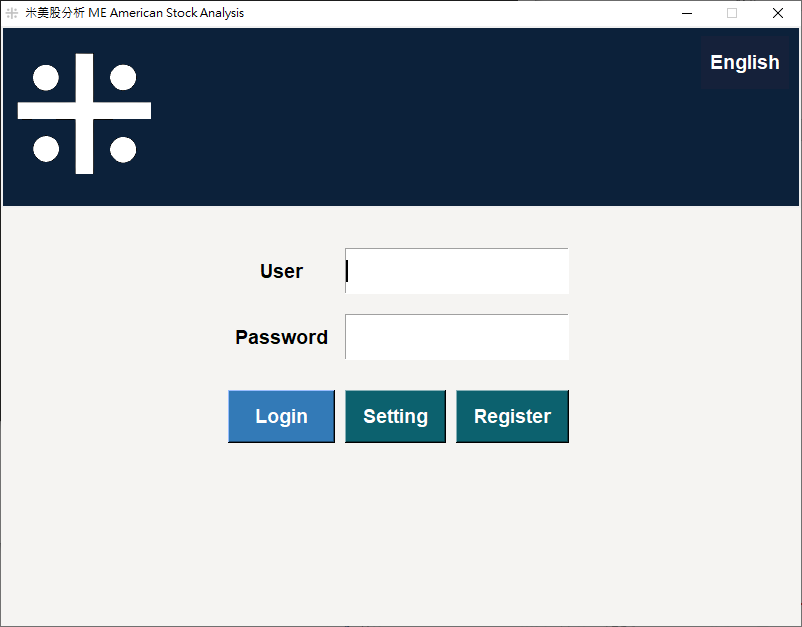 米美股分析 ME American Stock Analysis
English
User
Password
Login Setting Register